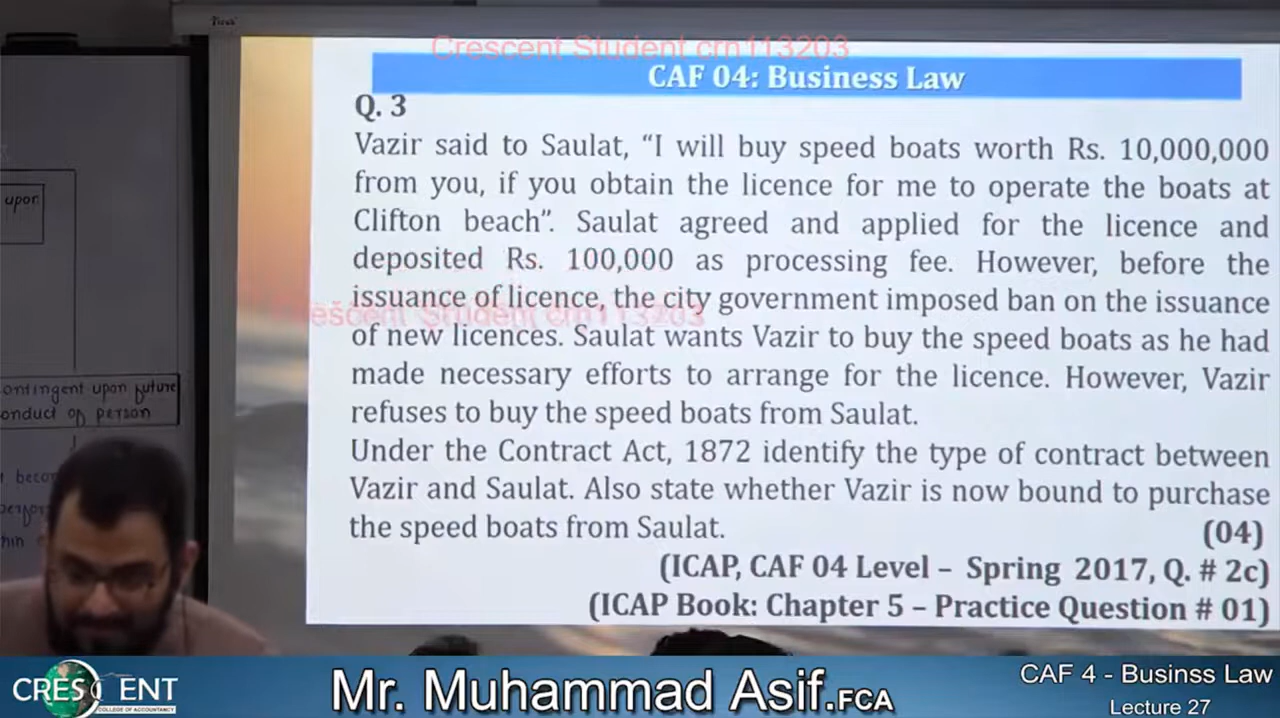 Crescent Student crn113203
CAF 04: Business Law
Q. 3
Vazir said to Saulat, “I will buy speed boats worth Rs. 10,000,000
from you, if you obtain the licence for me to operate the boats at
Clifton beach”. Saulat agreed and applied for the licence and
deposited Rs. 100,000 as processing fee. However, before the
issuance of licence, the city government imposed ban on the issuance
of new licences. Saulat wants Vazir to buy the speed boats as he had
made necessary efforts to arrange for the licence. However, Vazir
refuses to buy the speed boats from Saulat.
Under the Contract Act, 1872 identify the type of contract between
Vazir and Saulat. Also state whether Vazir is now bound to purchase
the speed boats from Saulat. (04)
(ICAP, CAF 04 Level – Spring 2017, Q. # 2c)
(ICAP Book: Chapter 5 – Practice Question # 01)
Student crn113203
upon
contingent upon future
conduct of person
CRESCENT
COLLEGE OF ACCOUNTANCY
Mr. Muhammad Asif.FCA
CAF 4 - Businss Law
Lecture 27